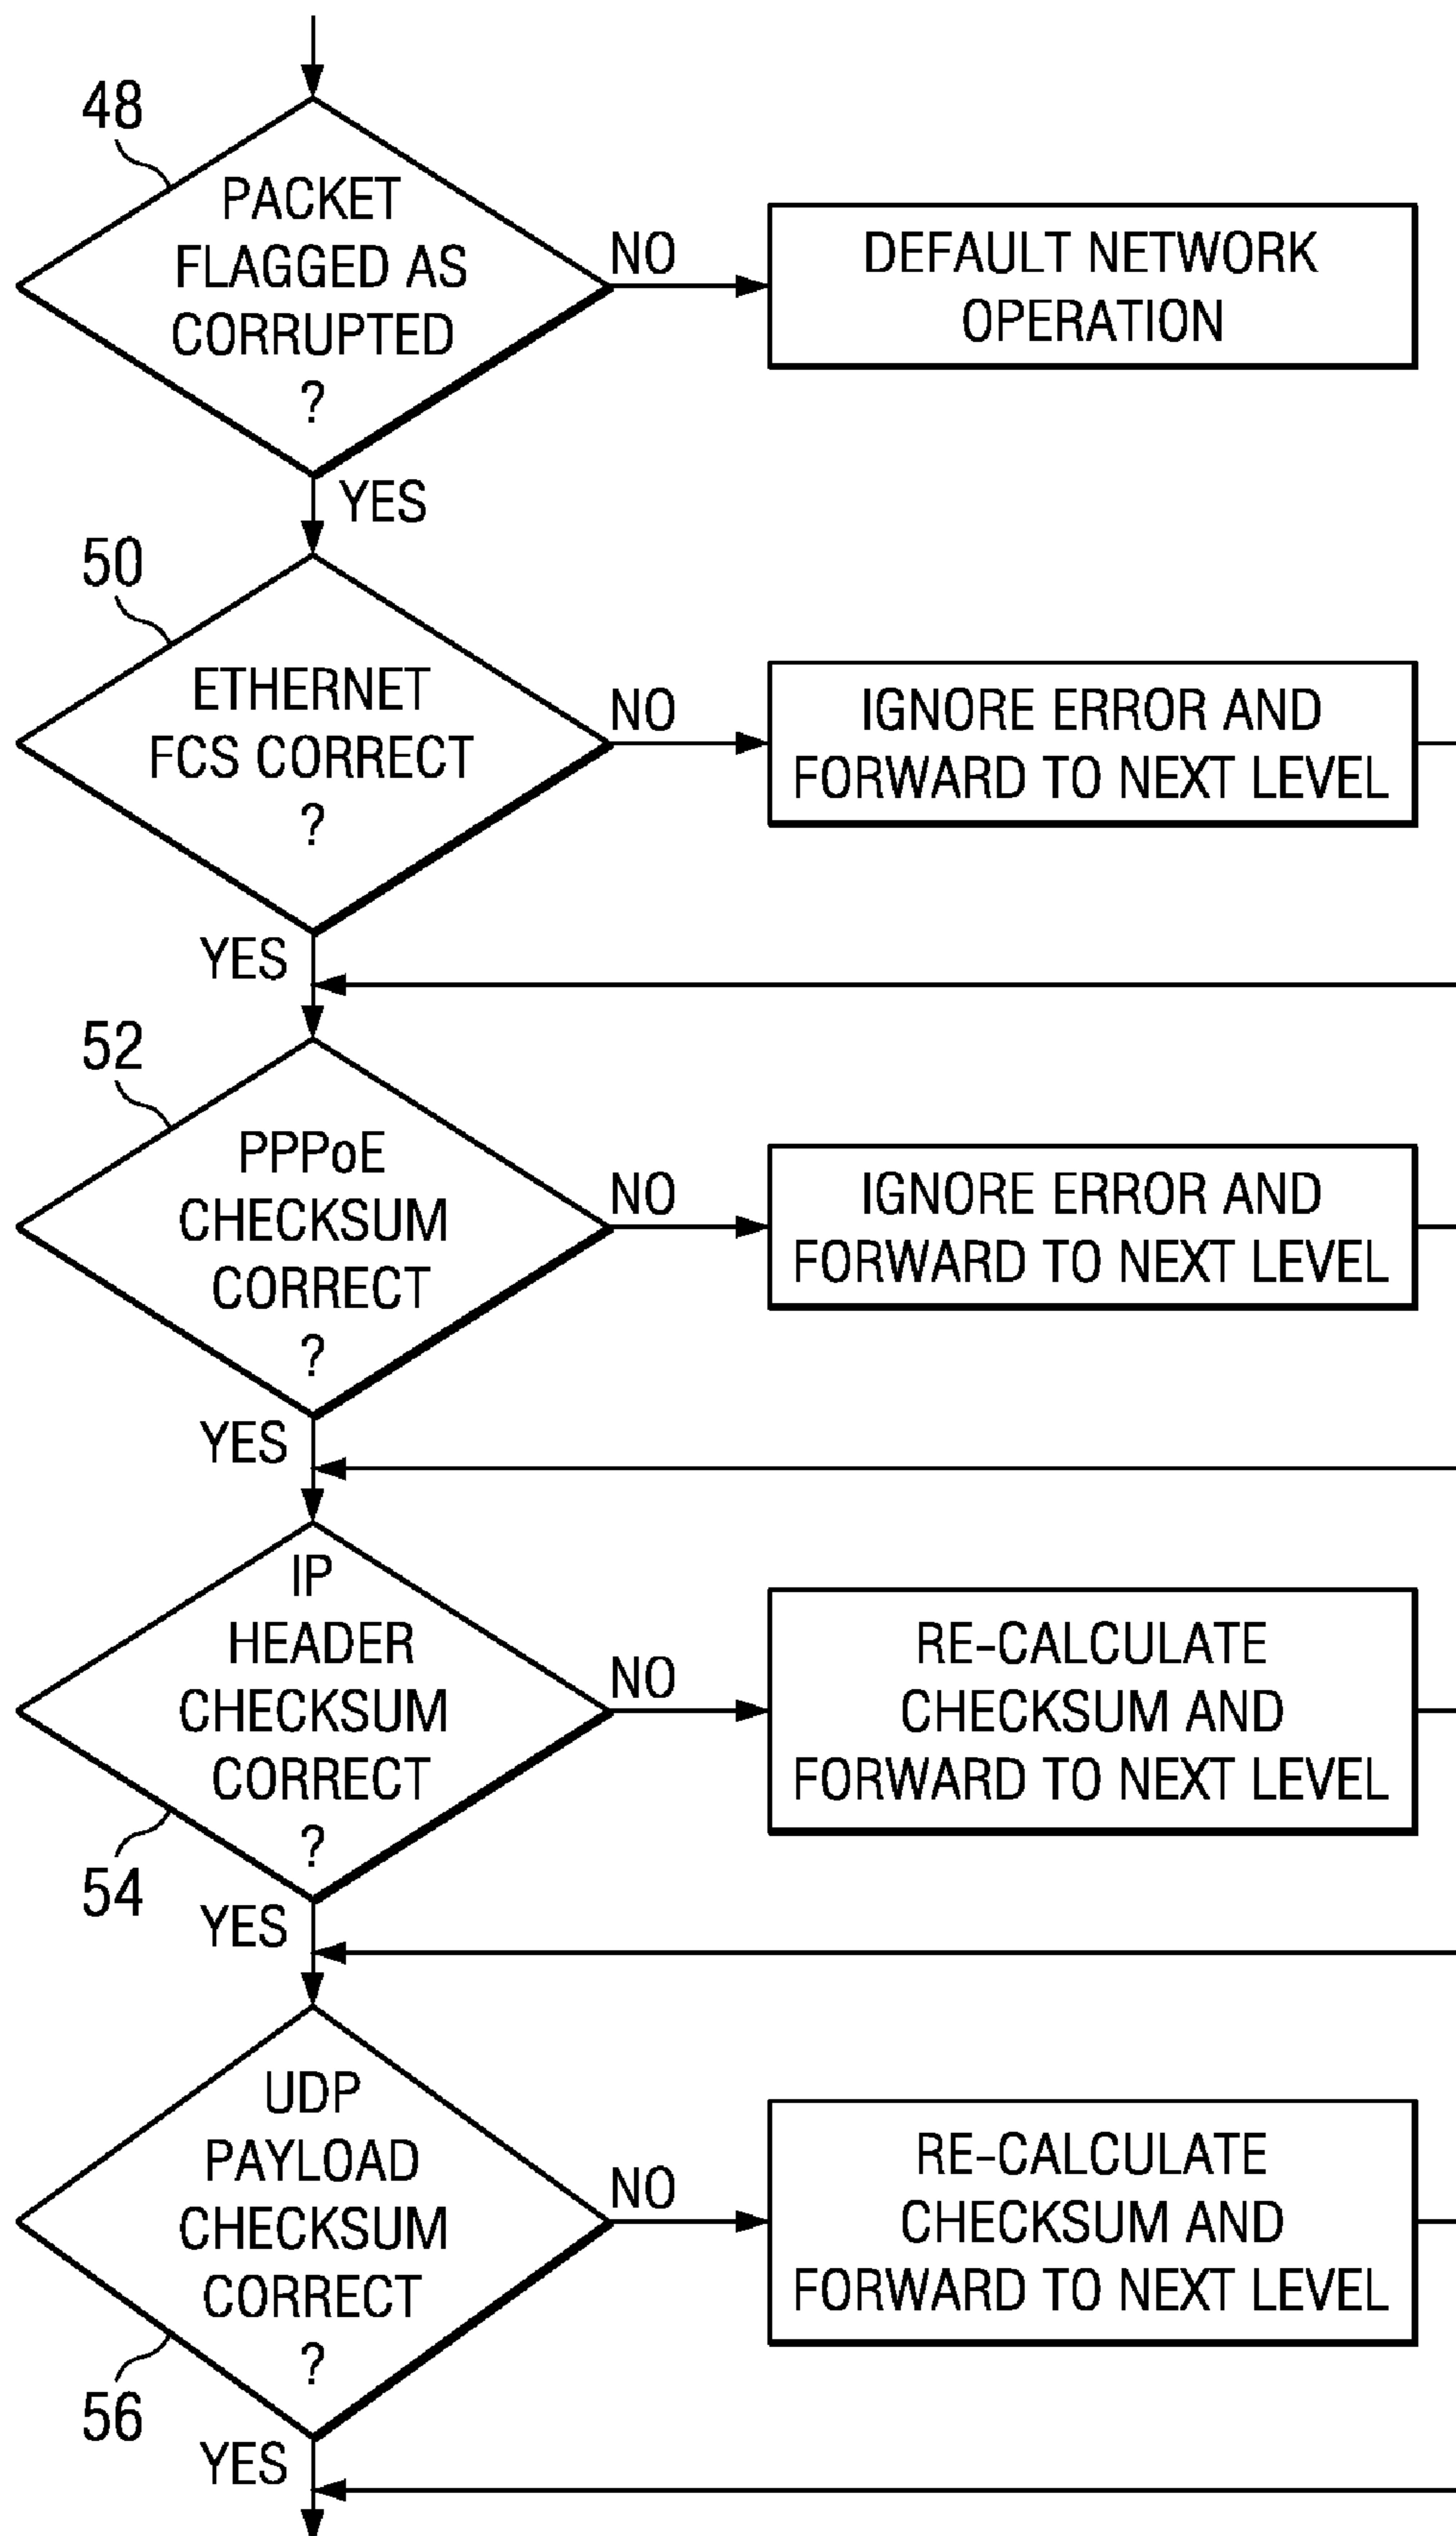 48
PACKET
FLAGGED AS
CORRUPTED
?
NO
DEFAULT NETWORK
OPERATION
YES
50
ETHERNET
FCS CORRECT
?
NO
IGNORE ERROR AND
FORWARD TO NEXT LEVEL
YES
52
PPPoE
CHECKSUM
CORRECT
?
NO
IGNORE ERROR AND
FORWARD TO NEXT LEVEL
YES
IP
HEADER
CHECKSUM
CORRECT
?
54
NO
RE-CALCULATE
CHECKSUM AND
FORWARD TO NEXT LEVEL
YES
UDP
PAYLOAD
CHECKSUM
CORRECT
?
56
NO
RE-CALCULATE
CHECKSUM AND
FORWARD TO NEXT LEVEL
YES